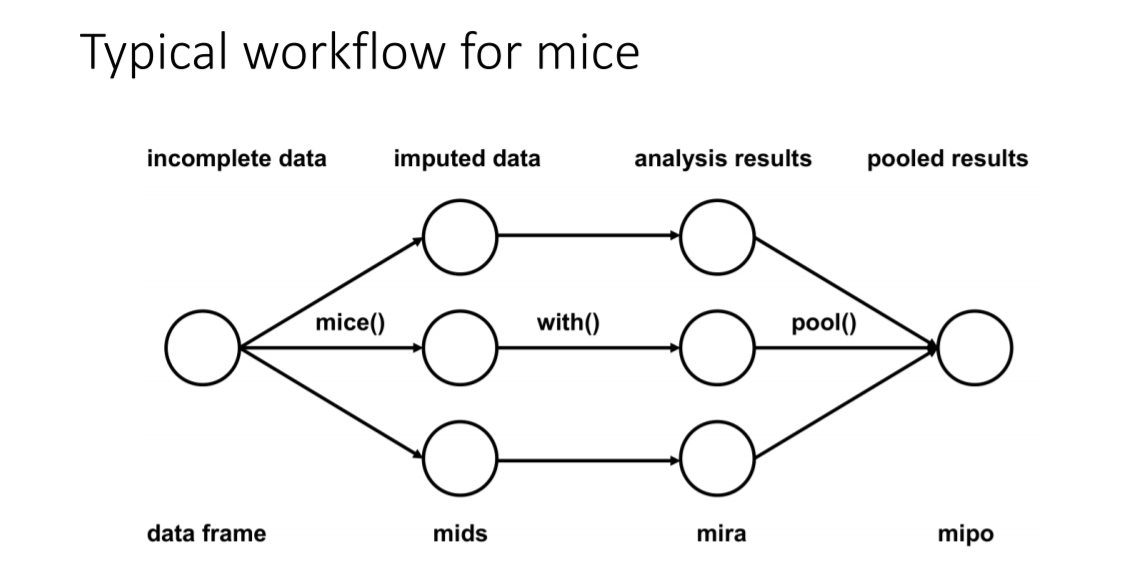 Typical workflow for mice
incomplete data imputed data analysis results pooled results
mice() with() pool()
data frame mids mira mipo